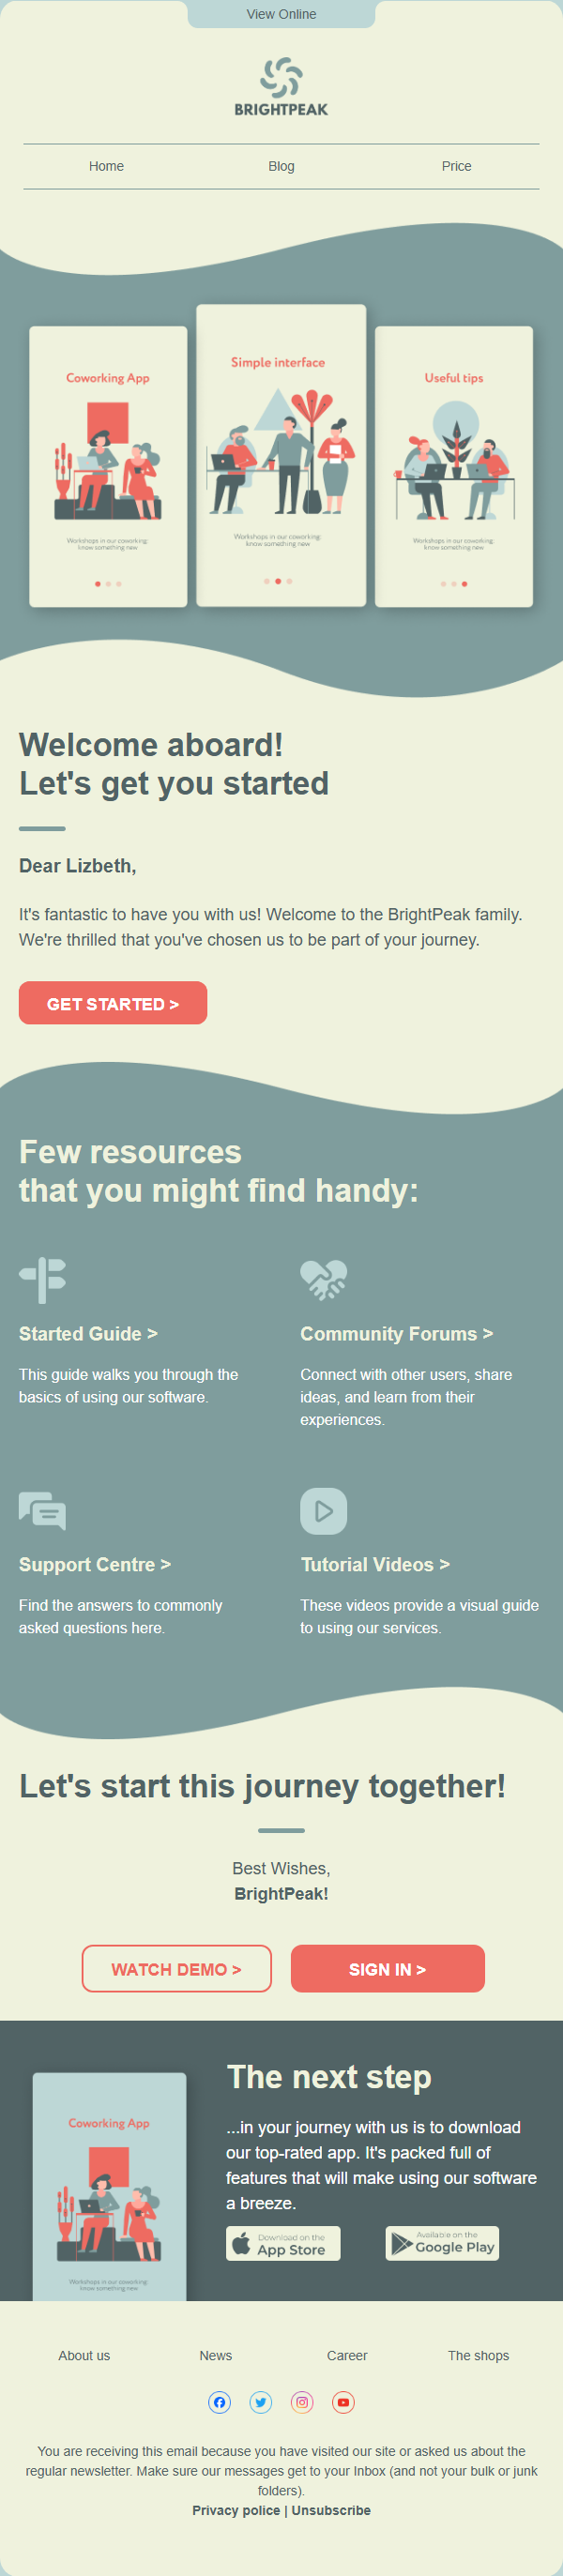 View Online
BRIGHTPEAK
Home
Blog
Price
Coworking App
Workshops in our coworking:
know something new
Simple interface
Workshops in our coworking:
know something new
Useful tips
Workshops in our coworking:
know something new
Welcome aboard!
Let's get you started
Dear Lizbeth,
It's fantastic to have you with us! Welcome to the BrightPeak family.
We're thrilled that you've chosen us to be part of your journey.
GET STARTED >
Few resources
that you might find handy:
Started Guide >
This guide walks you through the
basics of using our software.
Community Forums >
Connect with other users, share
ideas, and learn from their
experiences.
Support Centre >
Find the answers to commonly
asked questions here.
Tutorial Videos >
These videos provide a visual guide
to using our services.
Let's start this journey together!
Best Wishes,
BrightPeak!
WATCH DEMO >
SIGN IN >
Coworking App
Workshops in our coworking:
know something new
The next step
...in your journey with us is to download
our top-rated app. It's packed full of
features that will make using our software
a breeze.
Download on the
App Store
Available on the
Google Play
About us
News
Career
The shops
You are receiving this email because you have visited our site or asked us about the
regular newsletter. Make sure our messages get to your Inbox (and not your bulk or junk
folders).
Privacy police | Unsubscribe